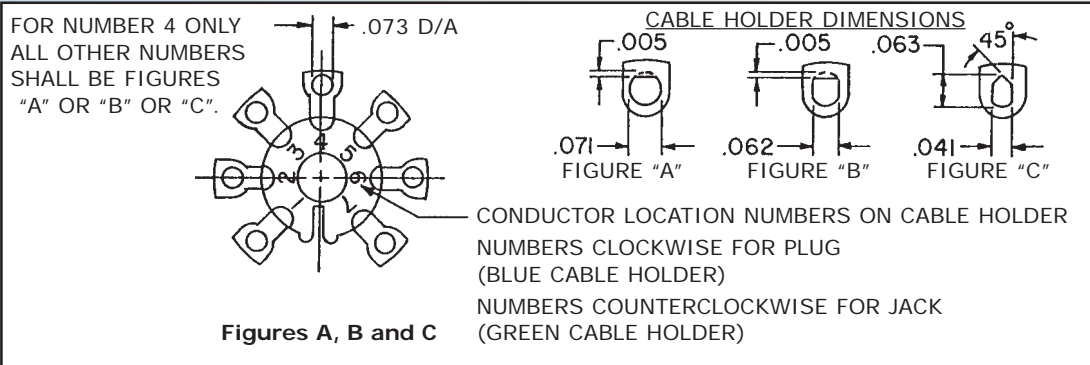 FOR NUMBER 4 ONLY
ALL OTHER NUMBERS
SHALL BE FIGURES
"A" OR "B" OR "C".
.073 D/A
CABLE HOLDER DIMENSIONS
.005
.071
FIGURE "A"
.005
.062
FIGURE "B"
.063
45°
.041
FIGURE "C"
2
3
4
5
6
7
CONDUCTOR LOCATION NUMBERS ON CABLE HOLDER
NUMBERS CLOCKWISE FOR PLUG
(BLUE CABLE HOLDER)
NUMBERS COUNTERCLOCKWISE FOR JACK
(GREEN CABLE HOLDER)
Figures A, B and C